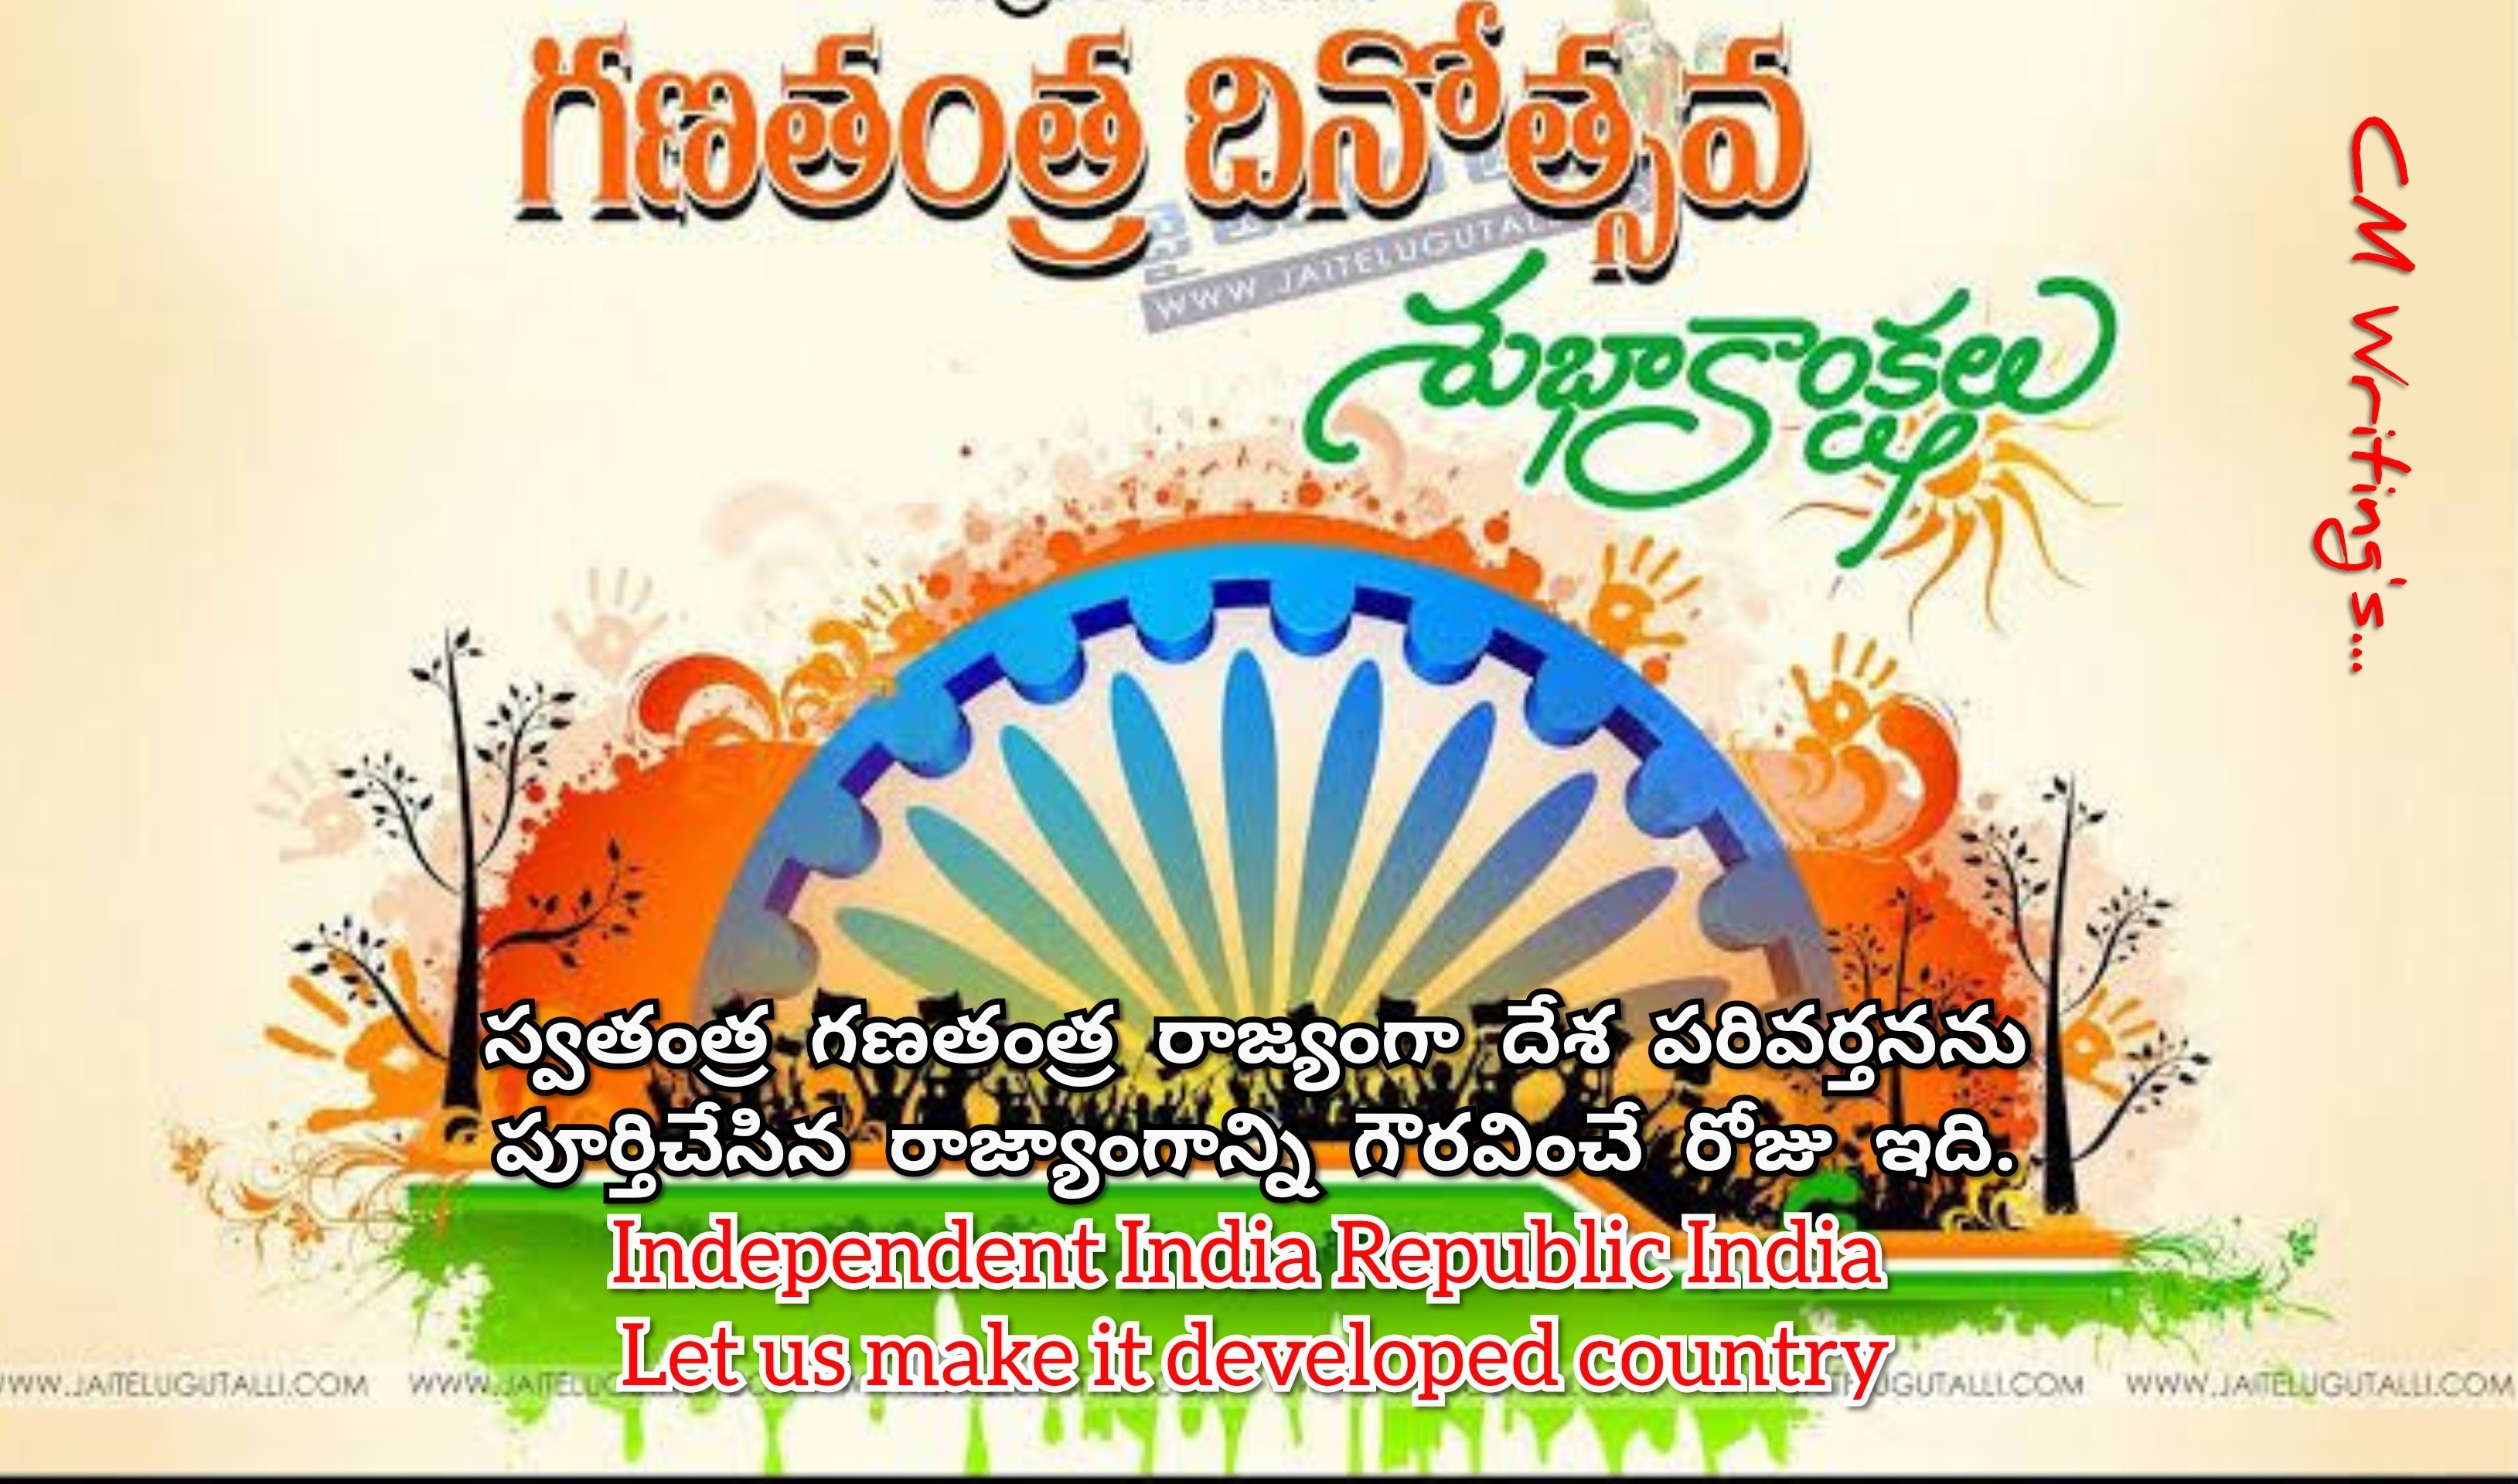 గణతంత్ర దినోత్సవ
WWW.JAITELUGUTALLI
శుభాకాంక్షలు
CM Writing's...
స్వతంత్ర గణతంత్ర రాజ్యంగా దేశ పరివర్తనను
పూర్తిచేసిన రాజ్యాంగాన్ని గౌరవించే రోజు ఇది.
Independent India Republic India
Let us make it developed country
WWW.JAITELUGUTALLI.COM WWW.JAITELUGUTALLI.COM